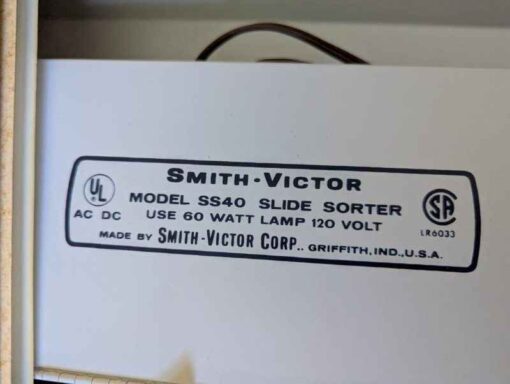 SMITH-VICTOR
UL
MODEL SS40 SLIDE SORTER
SA
AC DC
USE 60 WATT LAMP 120 VOLT
LR6033
MADE BY SMITH-VICTOR CORP.. GRIFFITH, IND., U.S.A.